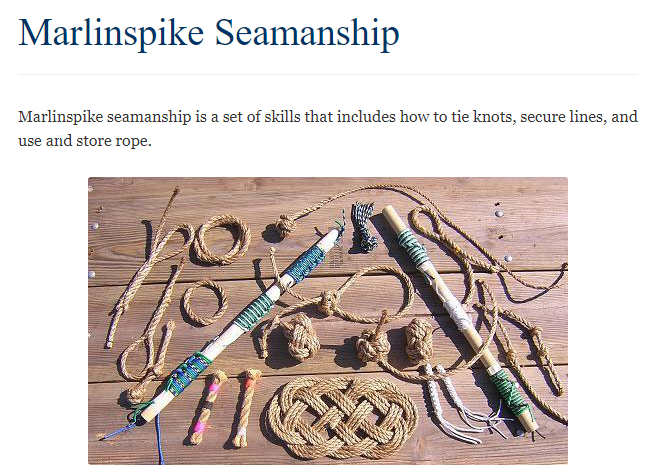 Marlinspike Seamanship
Marlinspike seamanship is a set of skills that includes how to tie knots, secure lines, and
use and store rope.